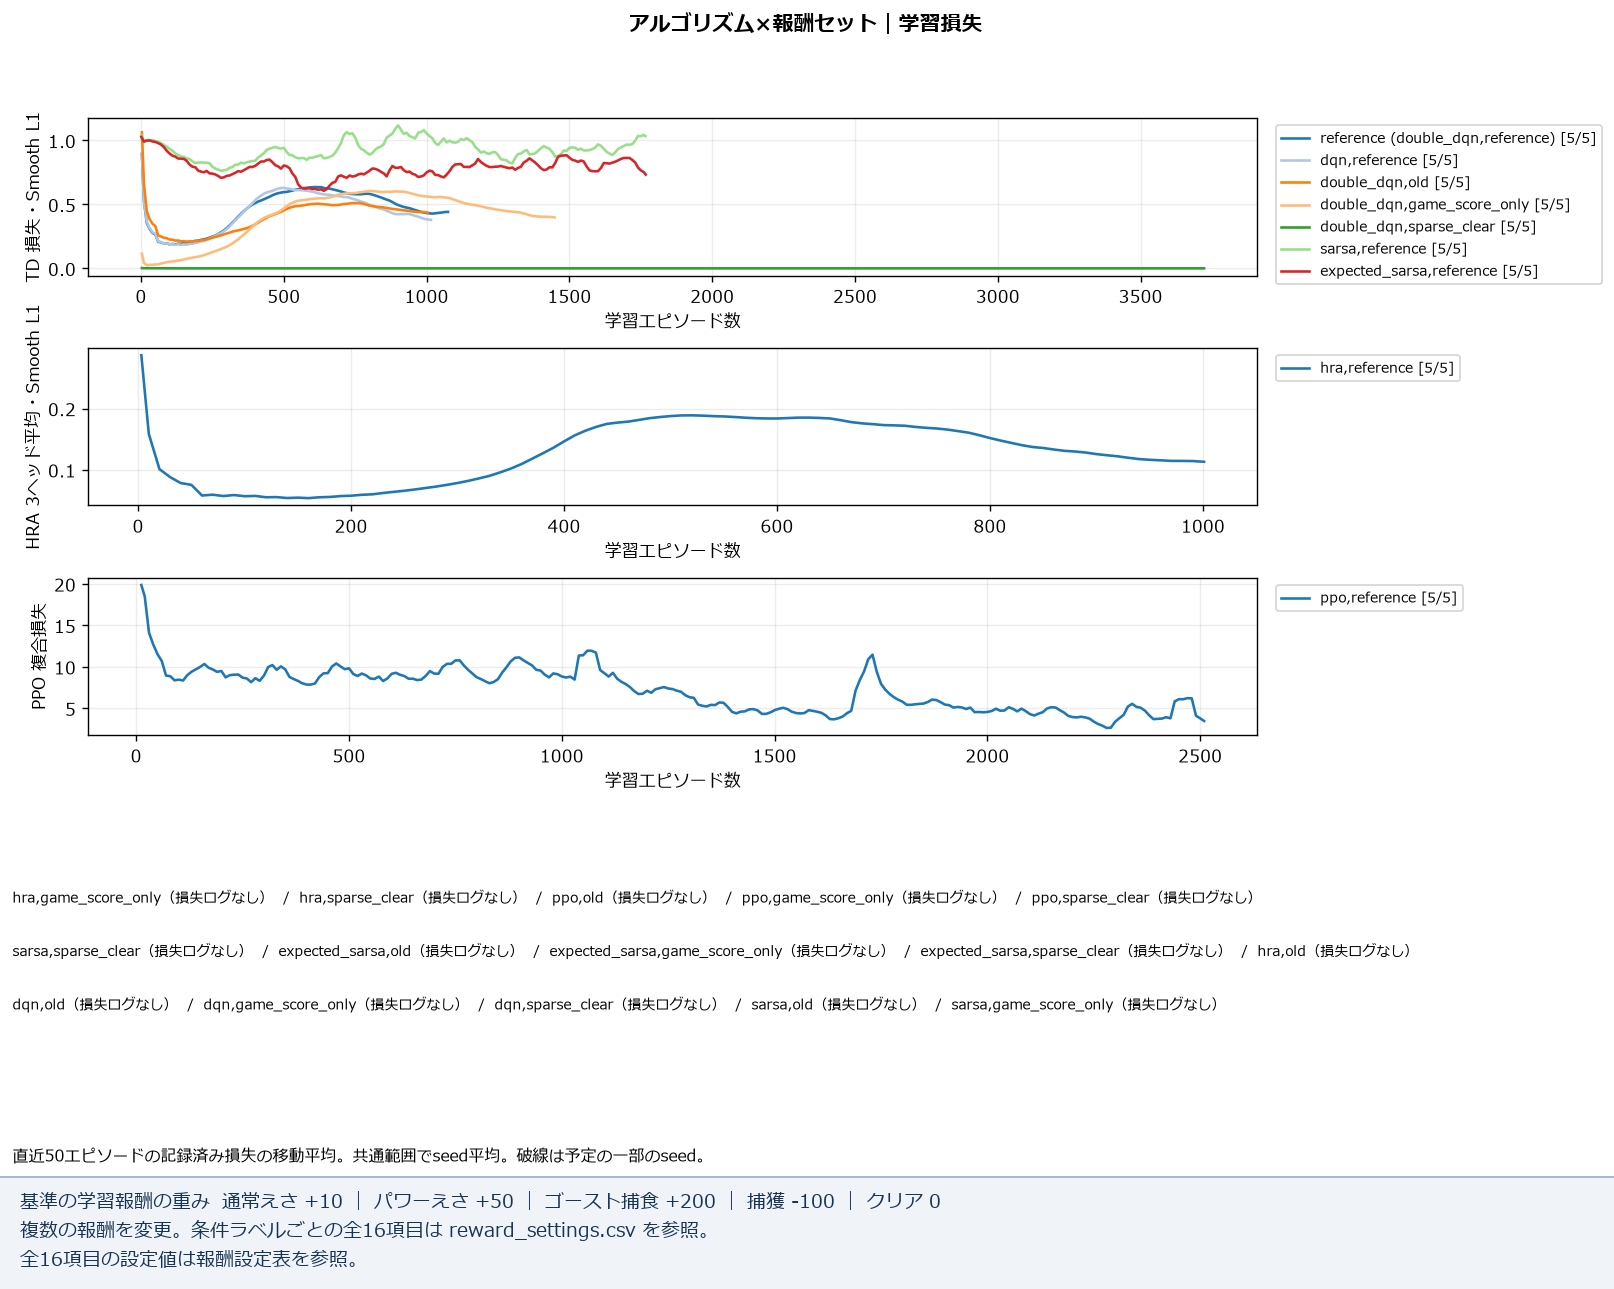 アルゴリズム×報酬セット｜学習損失
TD 損失・Smooth L1
1.0
0.5
0.0
0 500 1000 1500 2000 2500 3000 3500
学習エピソード数
reference (double_dqn,reference) [5/5]
dqn,reference [5/5]
double_dqn,old [5/5]
double_dqn,game_score_only [5/5]
double_dqn,sparse_clear [5/5]
sarsa,reference [5/5]
expected_sarsa,reference [5/5]
HRA 3ヘッド平均・Smooth L1
0.2
0.1
0 200 400 600 800 1000
学習エピソード数
hra,reference [5/5]
PPO 複合損失
20
15
10
5
0 500 1000 1500 2000 2500
学習エピソード数
ppo,reference [5/5]
hra,game_score_only（損失ログなし） / hra,sparse_clear（損失ログなし） / ppo,old（損失ログなし） / ppo,game_score_only（損失ログなし） / ppo,sparse_clear（損失ログなし）
sarsa,sparse_clear（損失ログなし） / expected_sarsa,old（損失ログなし） / expected_sarsa,game_score_only（損失ログなし） / expected_sarsa,sparse_clear（損失ログなし） / hra,old（損失ログなし）
dqn,old（損失ログなし） / dqn,game_score_only（損失ログなし） / dqn,sparse_clear（損失ログなし） / sarsa,old（損失ログなし） / sarsa,game_score_only（損失ログなし）
直近50エピソードの記録済み損失の移動平均。共通範囲でseed平均。破線は予定の一部のseed。
基準の学習報酬の重み 通常えさ +10 ｜ パワーえさ +50 ｜ ゴースト捕食 +200 ｜ 捕獲 -100 ｜ クリア 0
複数の報酬を変更。条件ラベルごとの全16項目は reward_settings.csv を参照。
全16項目の設定値は報酬設定表を参照。